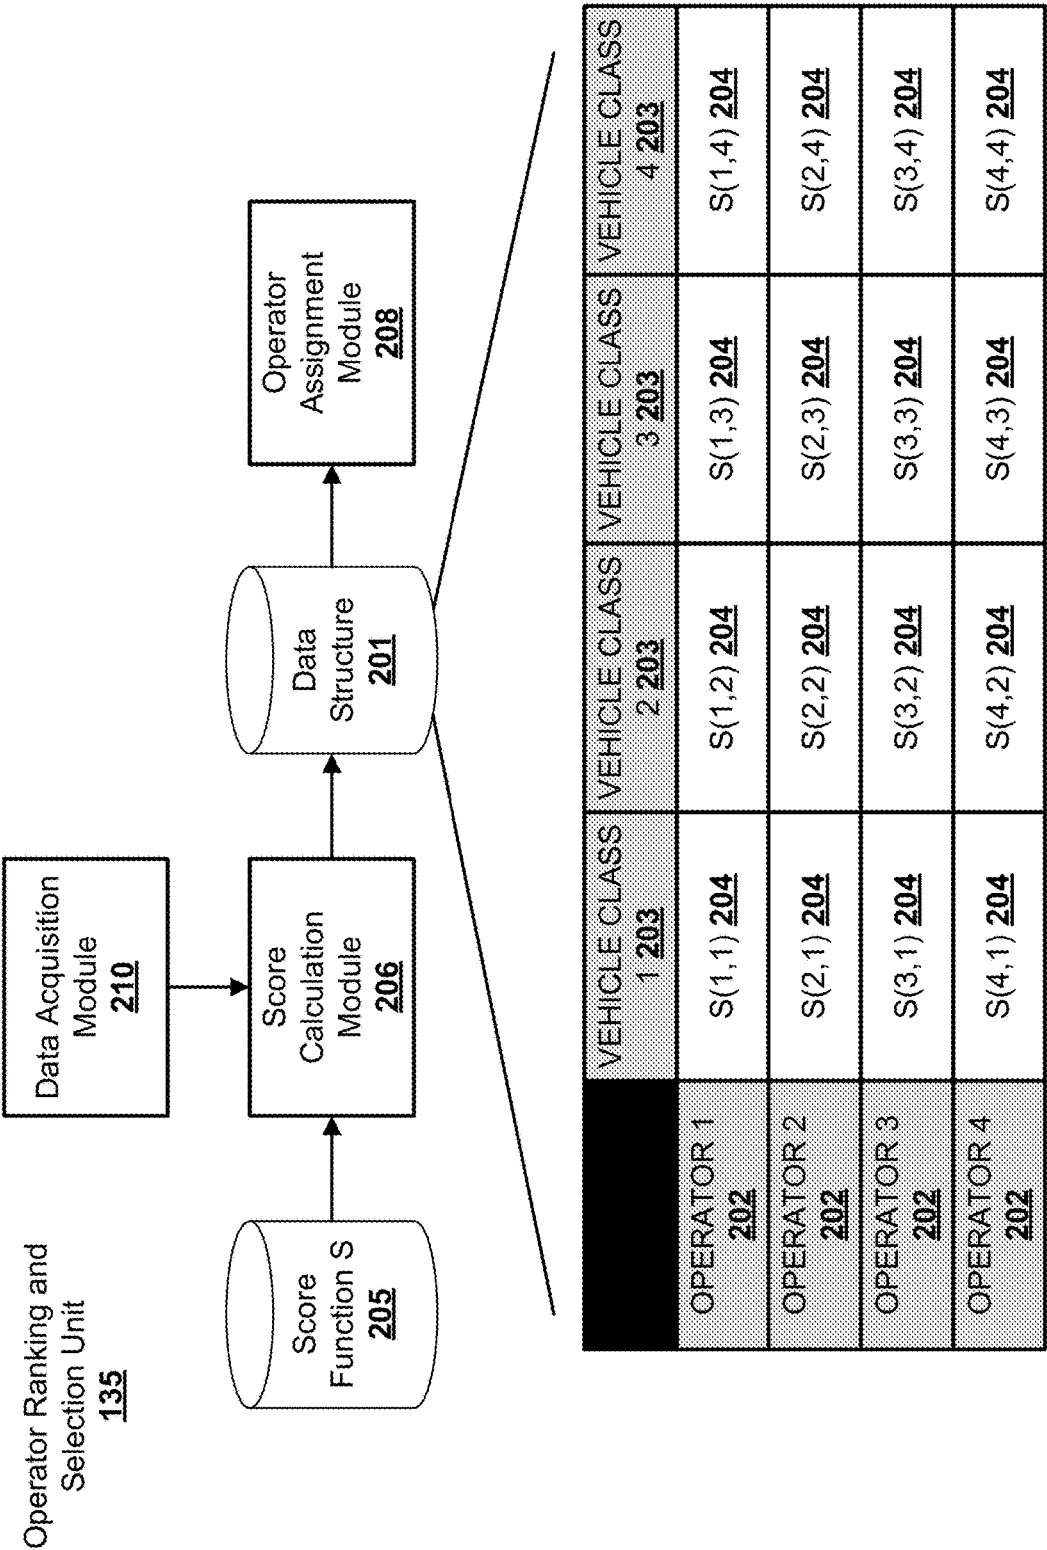 Operator Ranking and
Selection Unit
135
Data Acquisition
Module
210
Score
Function S
205
Score
Calculation
Module
206
Data
Structure
201
Operator
Assignment
Module
208
VEHICLE CLASS
1 203
VEHICLE CLASS
2 203
VEHICLE CLASS
3 203
VEHICLE CLASS
4 203
OPERATOR 1
202
S(1,1) 204
S(1,2) 204
S(1,3) 204
S(1,4) 204
OPERATOR 2
202
S(2,1) 204
S(2,2) 204
S(2,3) 204
S(2,4) 204
OPERATOR 3
202
S(3,1) 204
S(3,2) 204
S(3,3) 204
S(3,4) 204
OPERATOR 4
202
S(4,1) 204
S(4,2) 204
S(4,3) 204
S(4,4) 204